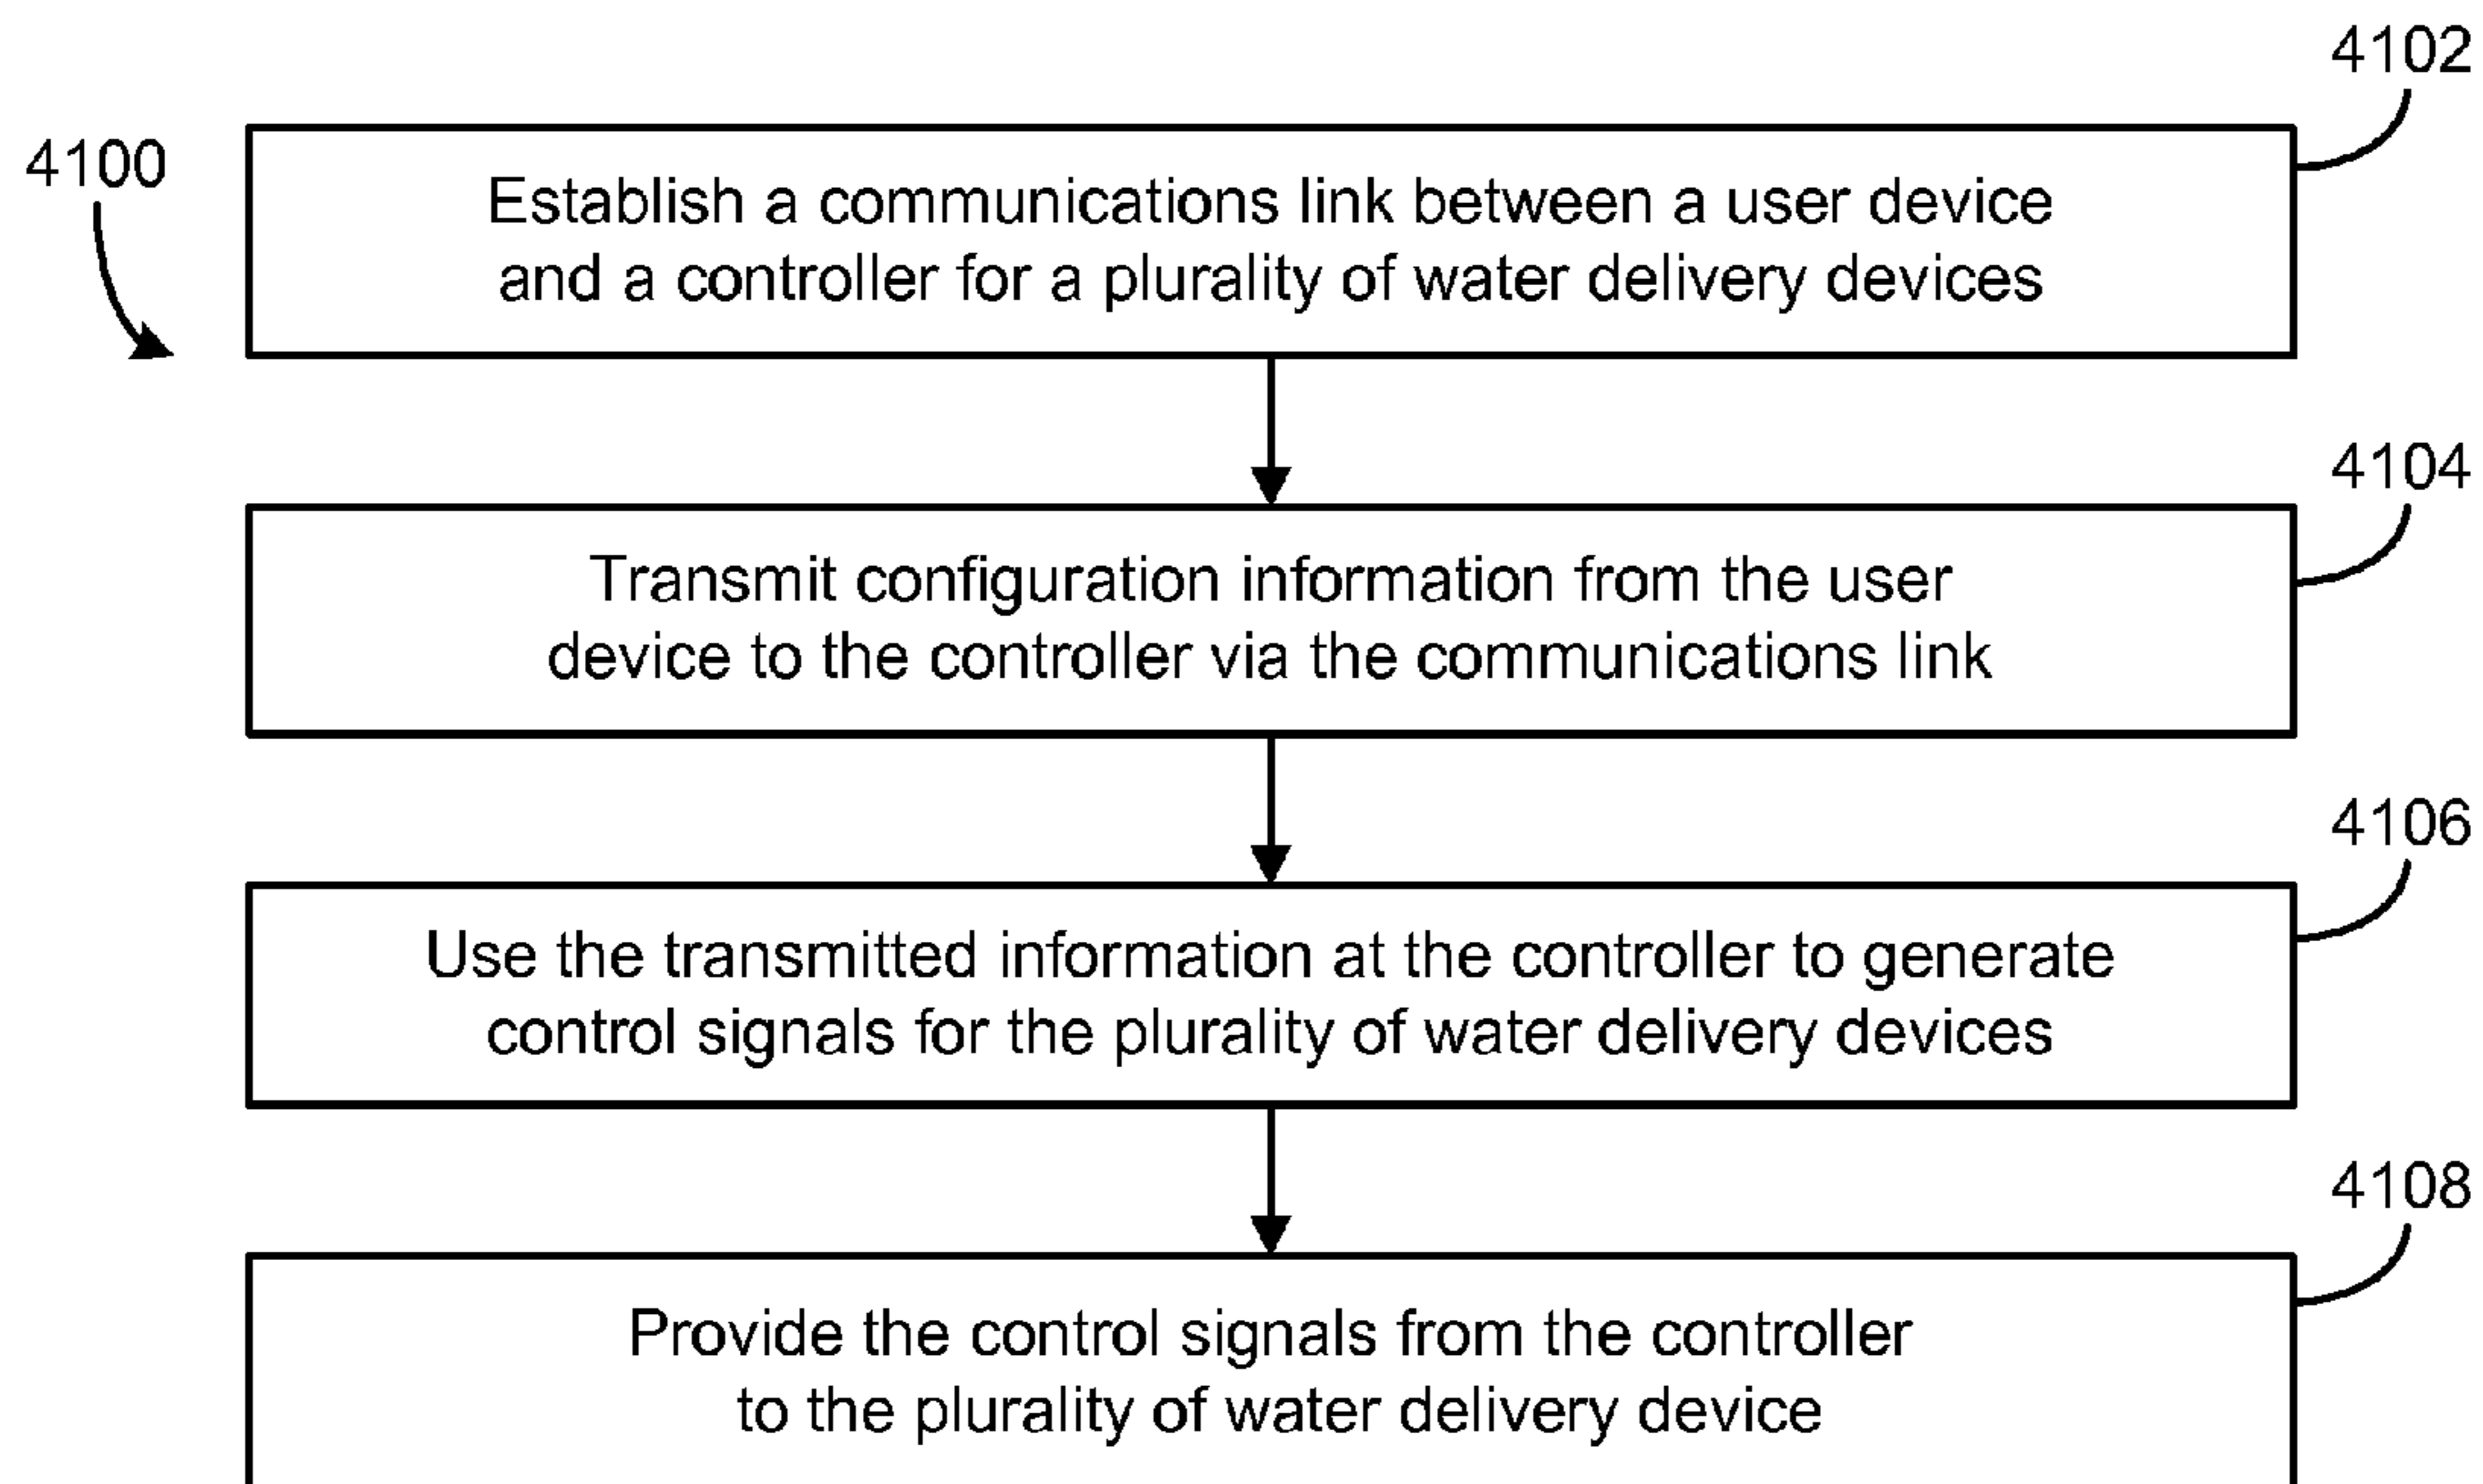 4102
4100
Establish a communications link between a user device
and a controller for a plurality of water delivery devices
4104
Transmit configuration information from the user
device to the controller via the communications link
4106
Use the transmitted information at the controller to generate
control signals for the plurality of water delivery devices
4108
Provide the control signals from the controller
to the plurality of water delivery device